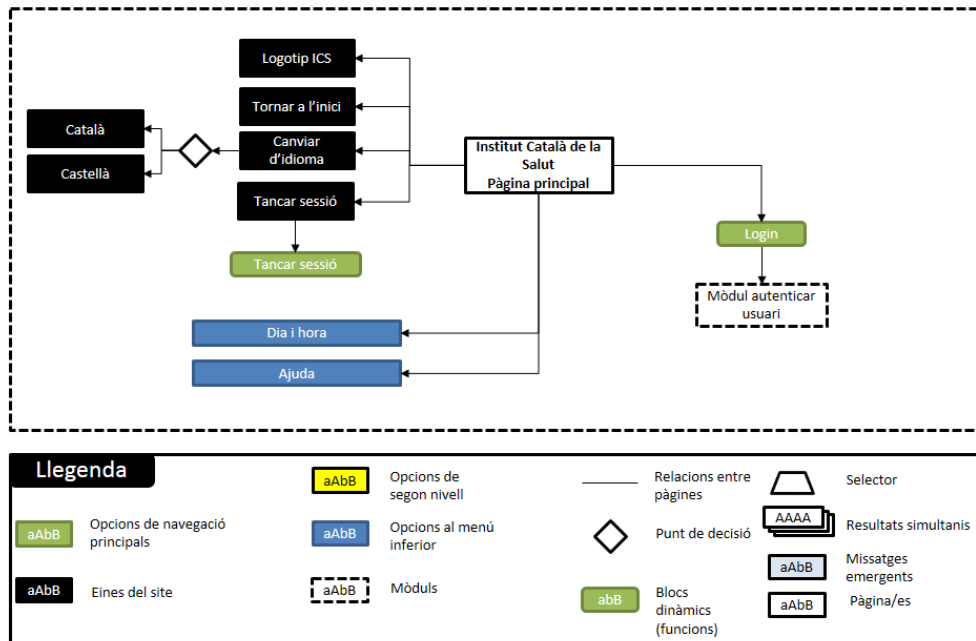 Logotip ICS
Tornar a l’inici
Català
Canviar
d’idioma
Castellà
Institut Català de la
Salut
Pàgina principal
Tancar sessió
Login
Tancar sessió
Mòdul autenticar
usuari
Dia i hora
Ajuda
Llegenda
aAbB
Opcions de
segon nivell
Relacions entre
pàgines
Selector
aAbB
Opcions de navegació
principals
aAbB
Opcions al menú
inferior
Punt de decisió
AAAA
Resultats simultanis
aAbB
Eines del site
aAbB
Mòduls
abB
Blocs
dinàmics
(funcions)
aAbB
Missatges
emergents
aAbB
Pàgina/es